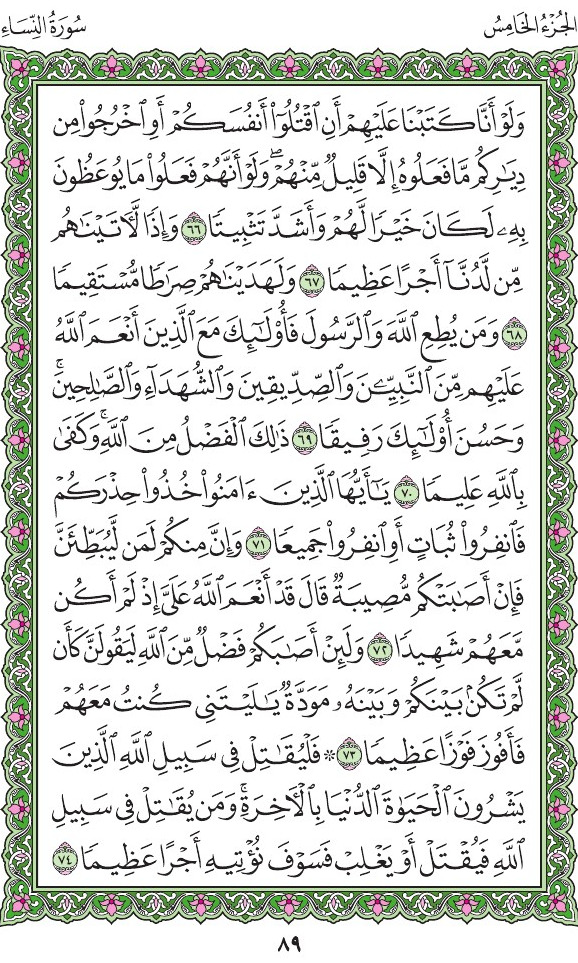 الجُزْءُ الخَامِسُ
سُورَةُ النِّسَاءِ
وَلَوْ أَنَّا كَتَبْنَا عَلَيْهِمْ أَنِ ٱقْتُلُوٓا۟ أَنفُسَكُمْ أَوِ ٱخْرُجُوا۟ مِن
دِيَٰرِكُم مَّا فَعَلُوهُ إِلَّا قَلِيلٌ مِّنْهُمْ ۖ وَلَوْ أَنَّهُمْ فَعَلُوا۟ مَا يُوعَظُونَ
بِهِۦ لَكَانَ خَيْرًا لَّهُمْ وَأَشَدَّ تَثْبِيتًا ٦٦ وَإِذًا لَّـَٔاتَيْنَٰهُم
مِّن لَّدُنَّآ أَجْرًا عَظِيمًا ٦٧ وَلَهَدَيْنَٰهُمْ صِرَٰطًا مُّسْتَقِيمًا
٦٨ وَمَن يُطِعِ ٱللَّهَ وَٱلرَّسُولَ فَأُو۟لَٰٓئِكَ مَعَ ٱلَّذِينَ أَنْعَمَ ٱللَّهُ
عَلَيْهِم مِّنَ ٱلنَّبِيِّـۧنَ وَٱلصِّدِّيقِينَ وَٱلشُّهَدَآءِ وَٱلصَّٰلِحِينَ ۚ
وَحَسُنَ أُو۟لَٰٓئِكَ رَفِيقًا ٦٩ ذَٰلِكَ ٱلْفَضْلُ مِنَ ٱللَّهِ ۚ وَكَفَىٰ
بِٱللَّهِ عَلِيمًا ٧٠ يَٰٓأَيُّهَا ٱلَّذِينَ ءَامَنُوا۟ خُذُوا۟ حِذْرَكُمْ
فَٱنفِرُوا۟ ثُبَاتٍ أَوِ ٱنفِرُوا۟ جَمِيعًا ٧١ وَإِنَّ مِنكُمْ لَمَن لَّيُبَطِّئَنَّ
فَإِنْ أَصَٰبَتْكُم مُّصِيبَةٌ قَالَ قَدْ أَنْعَمَ ٱللَّهُ عَلَىَّ إِذْ لَمْ أَكُن
مَّعَهُمْ شَهِيدًا ٧٢ وَلَئِنْ أَصَٰبَكُمْ فَضْلٌ مِّنَ ٱللَّهِ لَيَقُولَنَّ كَأَن
لَّمْ تَكُنۢ بَيْنَكُمْ وَبَيْنَهُۥ مَوَدَّةٌ يَٰلَيْتَنِى كُنتُ مَعَهُمْ
فَأَفُوزَ فَوْزًا عَظِيمًا ٧٣ ۞ فَلْيُقَٰتِلْ فِى سَبِيلِ ٱللَّهِ ٱلَّذِينَ
يَشْرُونَ ٱلْحَيَوٰةَ ٱلدُّنْيَا بِٱلْـَٔاخِرَةِ ۚ وَمَن يُقَٰتِلْ فِى سَبِيلِ
ٱللَّهِ فَيُقْتَلْ أَوْ يَغْلِبْ فَسَوْفَ نُؤْتِيهِ أَجْرًا عَظِيمًا ٧٤
٨٩